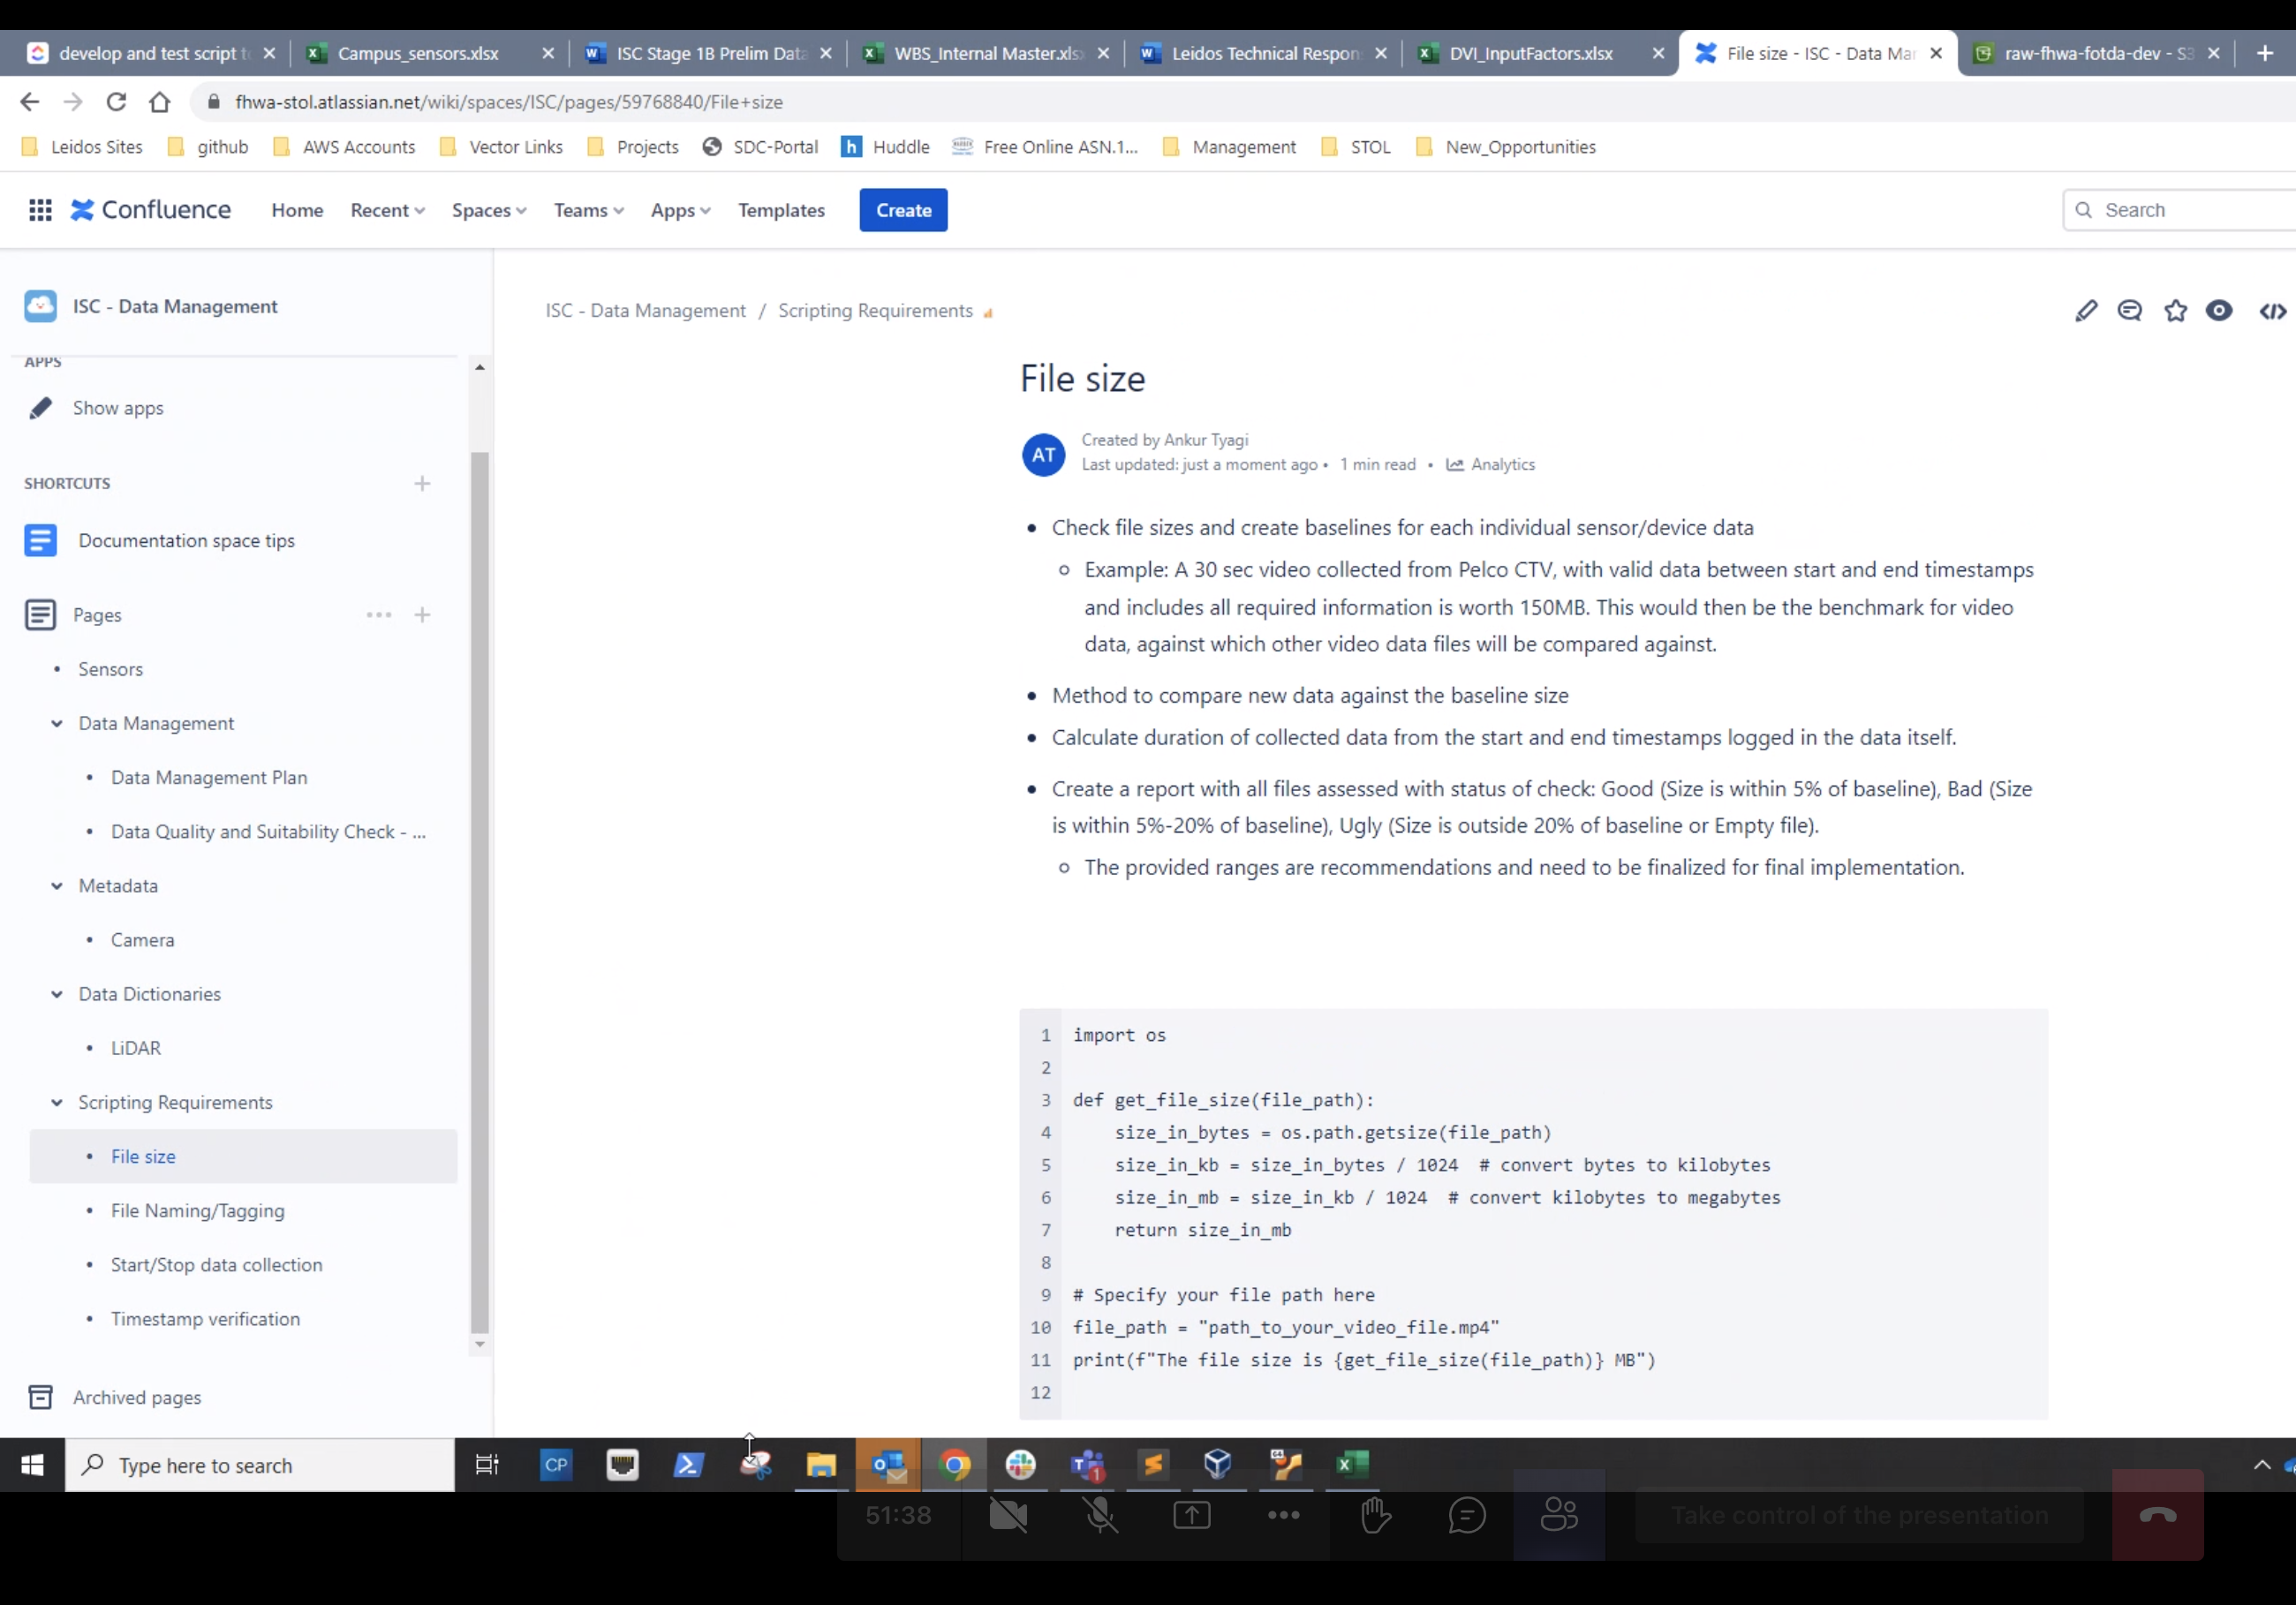 develop and test script t
Campus_sensors.xlsx
ISC Stage 1B Prelim Data
WBS_Internal Master.xls
Leidos Technical Respon
DVI_InputFactors.xlsx
File size - ISC - Data Mar
raw-fhwa-fotda-dev - S3
fhwa-stol.atlassian.net/wiki/spaces/ISC/pages/59768840/File+size
Leidos Sites
github
AWS Accounts
Vector Links
Projects
SDC-Portal
h Huddle
Free Online ASN.1...
Management
STOL
New_Opportunities
Confluence
Home
Recent
Spaces
Teams
Apps
Templates
Create
Search
ISC - Data Management
APPS
Show apps
SHORTCUTS
Documentation space tips
Pages
• Sensors
Data Management
• Data Management Plan
• Data Quality and Suitability Check - ...
Metadata
• Camera
Data Dictionaries
• LiDAR
Scripting Requirements
• File size
• File Naming/Tagging
• Start/Stop data collection
• Timestamp verification
Archived pages
ISC - Data Management / Scripting Requirements
File size
AT
Created by Ankur Tyagi
Last updated: just a moment ago • 1 min read • Analytics
• Check file sizes and create baselines for each individual sensor/device data
○ Example: A 30 sec video collected from Pelco CTV, with valid data between start and end timestamps
and includes all required information is worth 150MB. This would then be the benchmark for video
data, against which other video data files will be compared against.
• Method to compare new data against the baseline size
• Calculate duration of collected data from the start and end timestamps logged in the data itself.
• Create a report with all files assessed with status of check: Good (Size is within 5% of baseline), Bad (Size
is within 5%-20% of baseline), Ugly (Size is outside 20% of baseline or Empty file).
○ The provided ranges are recommendations and need to be finalized for final implementation.
1 import os
2
3 def get_file_size(file_path):
4     size_in_bytes = os.path.getsize(file_path)
5     size_in_kb = size_in_bytes / 1024  # convert bytes to kilobytes
6     size_in_mb = size_in_kb / 1024  # convert kilobytes to megabytes
7     return size_in_mb
8
9 # Specify your file path here
10 file_path = "path_to_your_video_file.mp4"
11 print(f"The file size is {get_file_size(file_path)} MB")
12
Type here to search
CP
51:38
Take control of the presentation